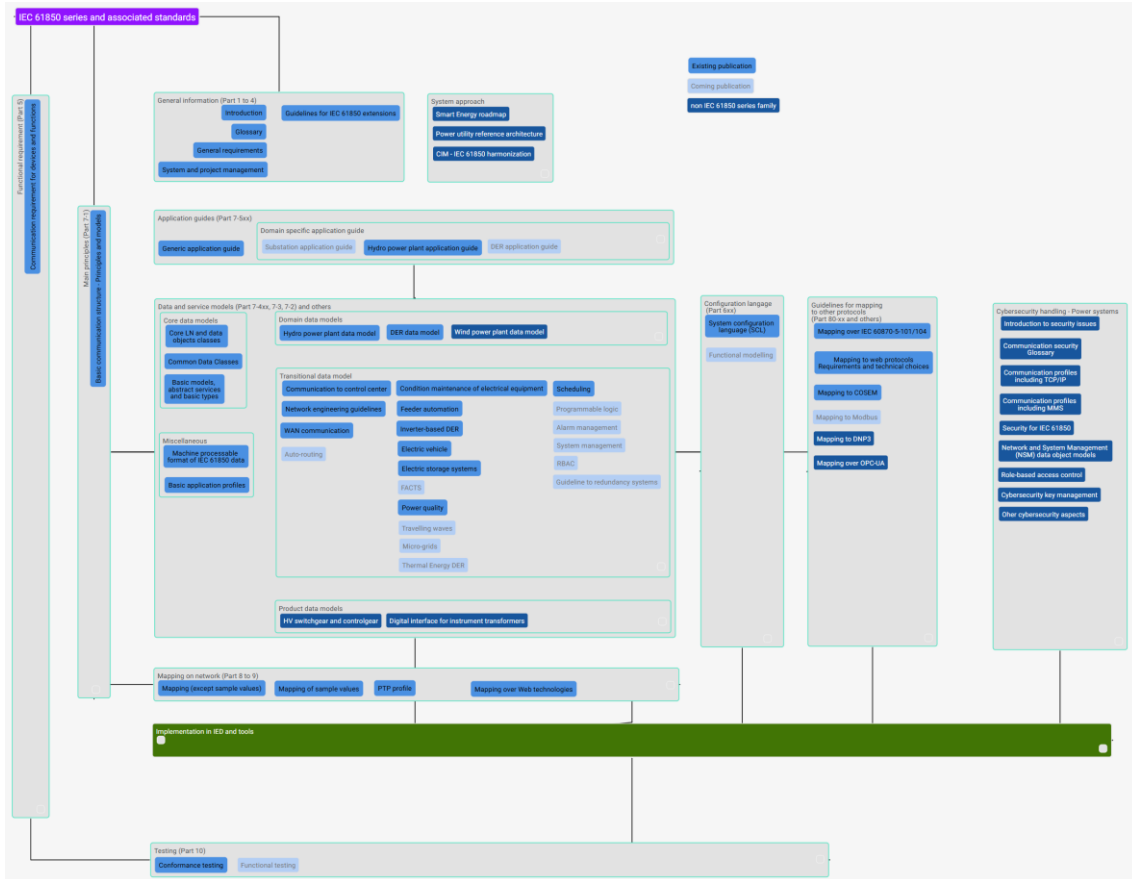 IEC 61850 series and associated standards
Existing publication
Coming publication
non IEC 61850 series family
Functional requirement (Part 5)
Communication requirement for devices and functions
Main principles (Part 7-1)
Basic communication structure - Principles and models
General information (Part 1 to 4)
Introduction
Guidelines for IEC 61850 extensions
Glossary
General requirements
System and project management
System approach
Smart Energy roadmap
Power utility reference architecture
CIM - IEC 61850 harmonization
Application guides (Part 7-5xx)
Generic application guide
Domain specific application guide
Substation application guide
Hydro power plant application guide
DER application guide
Data and service models (Part 7-4xx, 7-3, 7-2) and others
Core data models
Core LN and data
objects classes
Common Data Classes
Basic models,
abstract services
and basic types
Miscellaneous
Machine processable
format of IEC 61850 data
Basic application profiles
Domain data models
Hydro power plant data model
DER data model
Wind power plant data model
Transitional data model
Communication to control center
Network engineering guidelines
WAN communication
Auto-routing
Condition maintenance of electrical equipment
Feeder automation
Inverter-based DER
Electric vehicle
Electric storage systems
FACTS
Power quality
Travelling waves
Micro-grids
Thermal Energy DER
Scheduling
Programmable logic
Alarm management
System management
RBAC
Guideline to redundancy systems
Product data models
HV switchgear and controlgear
Digital interface for instrument transformers
Configuration langage
(Part 6xx)
System configuration
language (SCL)
Functional modelling
Guidelines for mapping
to other protocols
(Part 80-xx and others)
Mapping over IEC 60870-5-101/104
Mapping to web protocols
Requirements and technical choices
Mapping to COSEM
Mapping to Modbus
Mapping to DNP3
Mapping over OPC-UA
Cybersecurity handling - Power systems
Introduction to security issues
Communication security
Glossary
Communication profiles
including TCP/IP
Communication profiles
including MMS
Security for IEC 61850
Network and System Management
(NSM) data object models
Role-based access control
Cybersecurity key management
Oher cybersecurity aspects
Mapping on network (Part 8 to 9)
Mapping (except sample values)
Mapping of sample values
PTP profile
Mapping over Web technologies
Implementation in IED and tools
Testing (Part 10)
Conformance testing
Functional testing